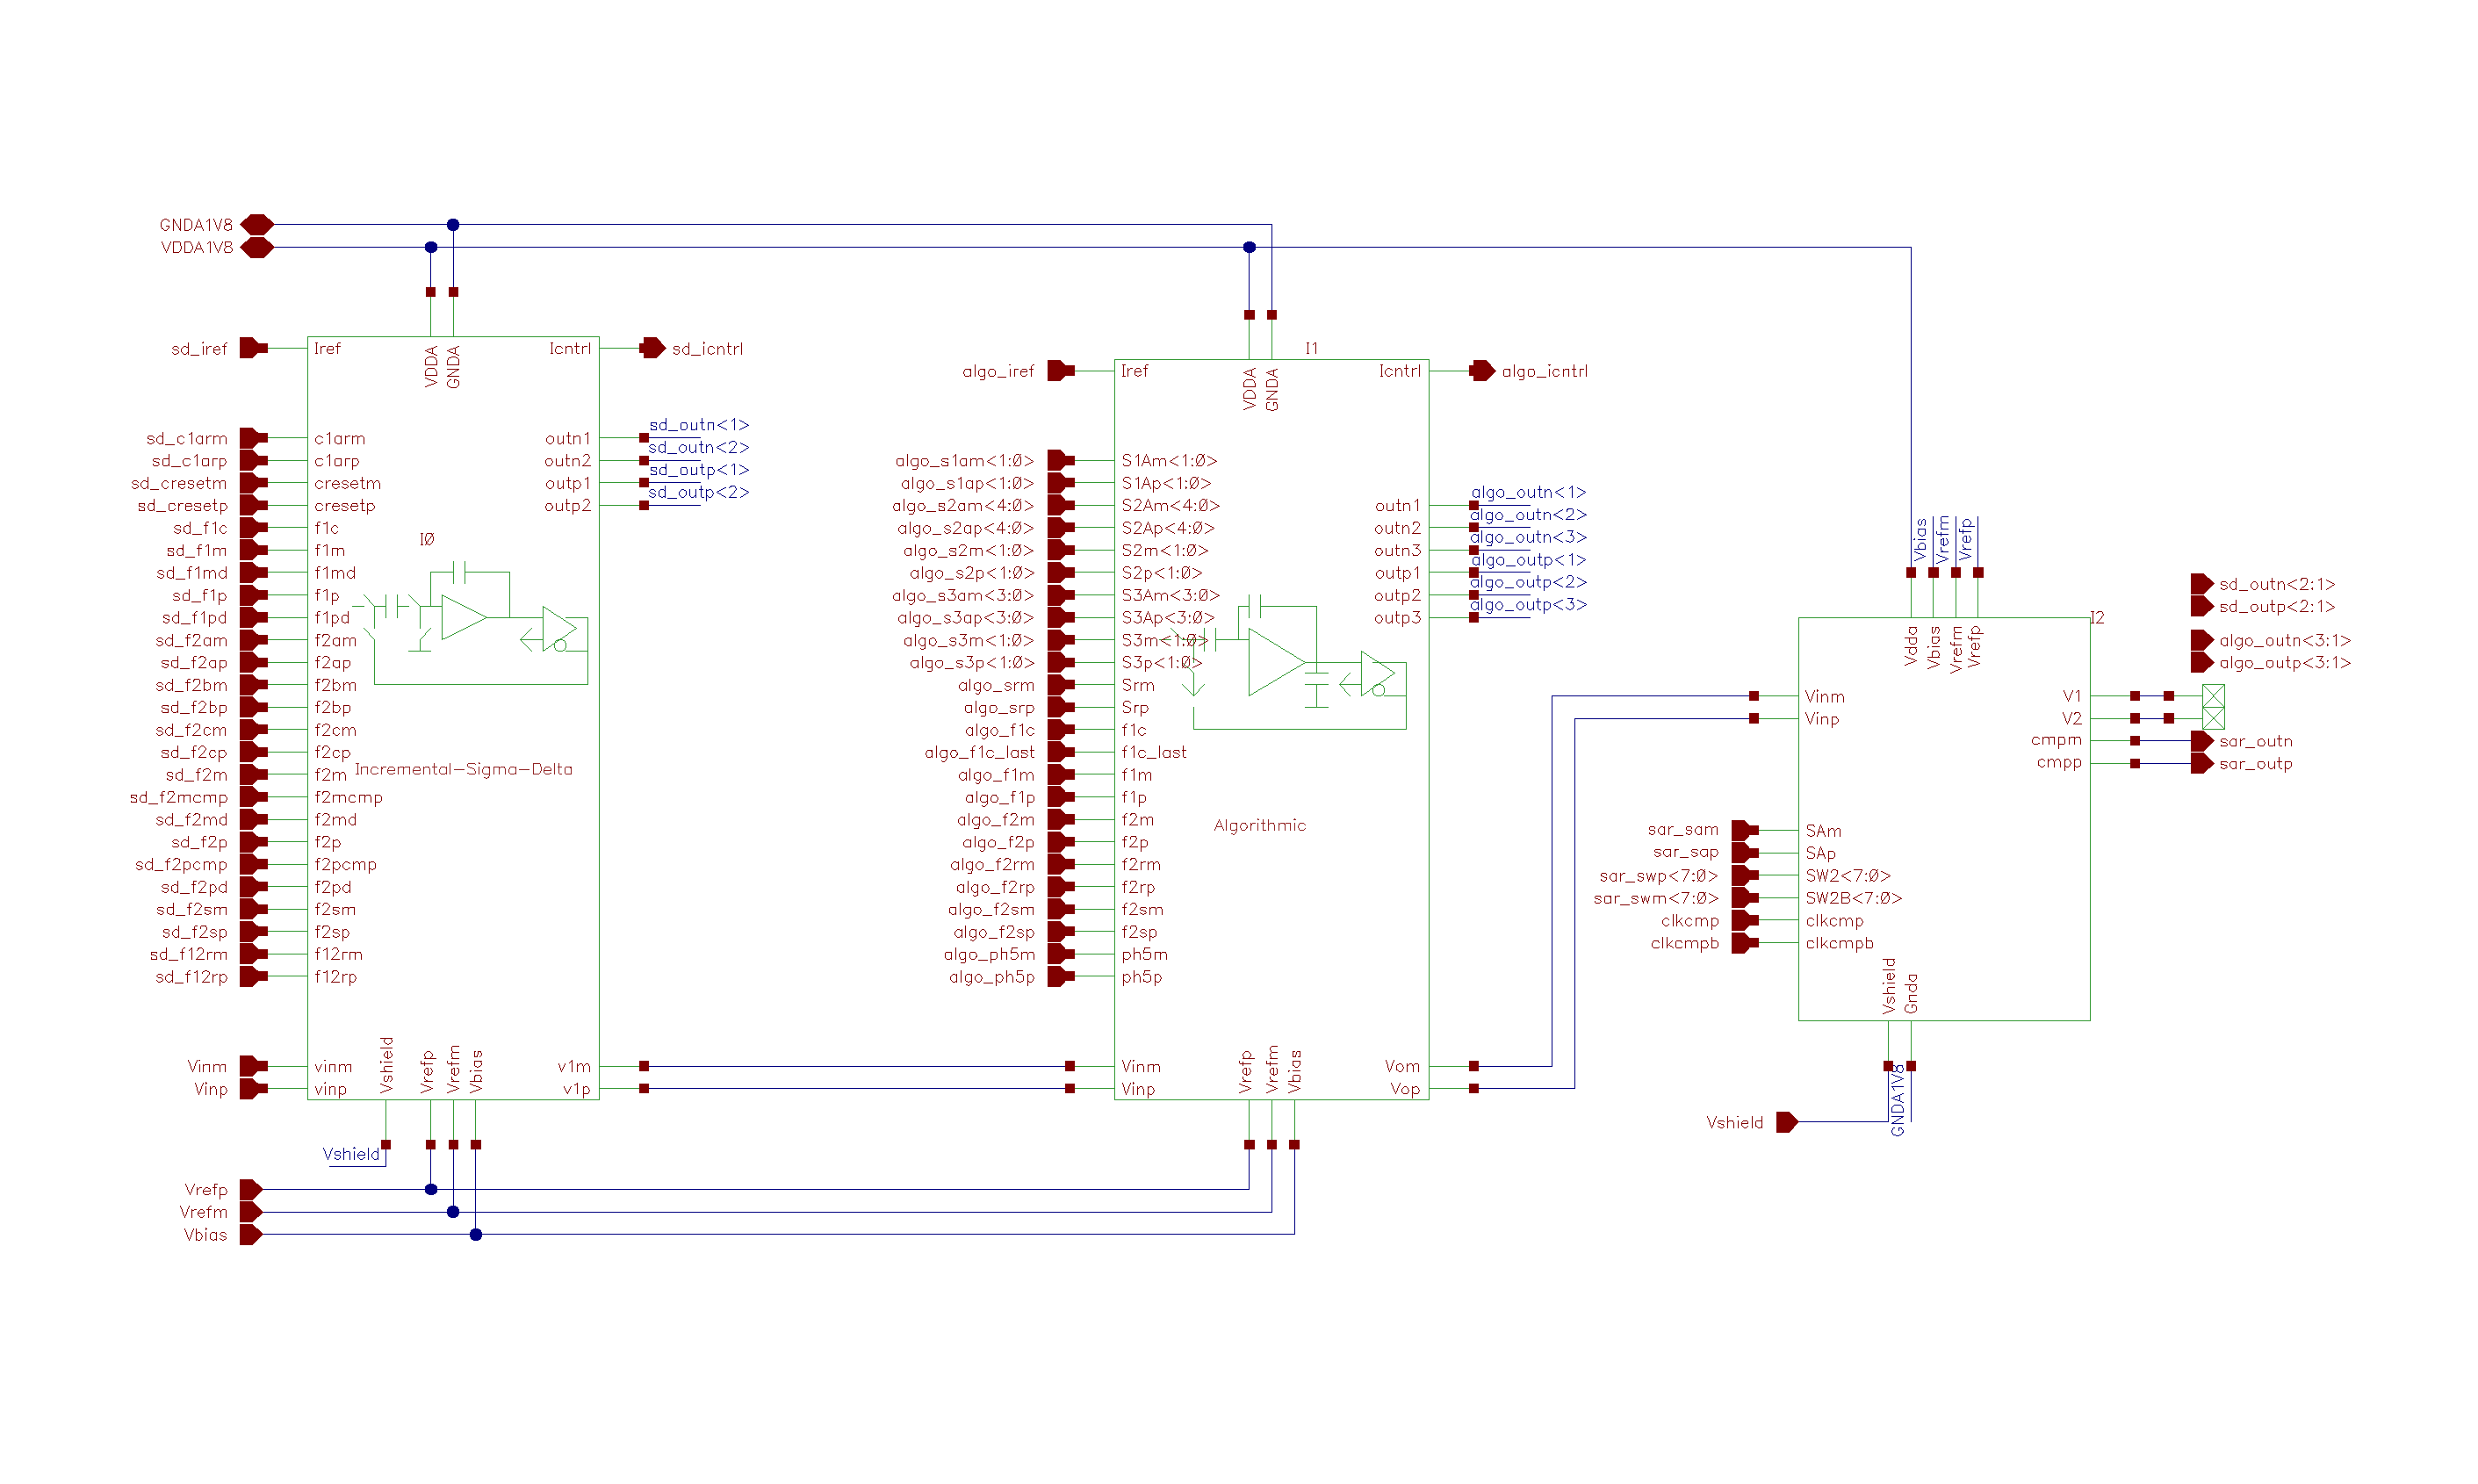 GNDA1V8
VDDA1V8
sd_iref
sd_c1arm
sd_c1arp
sd_cresetm
sd_cresetp
sd_f1c
sd_f1m
sd_f1md
sd_f1p
sd_f1pd
sd_f2am
sd_f2ap
sd_f2bm
sd_f2bp
sd_f2cm
sd_f2cp
sd_f2m
sd_f2mcmp
sd_f2md
sd_f2p
sd_f2pcmp
sd_f2pd
sd_f2sm
sd_f2sp
sd_f12rm
sd_f12rp
Vinm
Vinp
Vrefp
Vrefm
Vbias
Iref
VDDA
GNDA
Icntrl
c1arm
c1arp
cresetm
cresetp
f1c
f1m
f1md
f1p
f1pd
f2am
f2ap
f2bm
f2bp
f2cm
f2cp
f2m
f2mcmp
f2md
f2p
f2pcmp
f2pd
f2sm
f2sp
f12rm
f12rp
vinm
vinp
I0
Incremental-Sigma-Delta
outn1
outn2
outp1
outp2
Vshield
Vrefp
Vrefm
Vbias
v1m
v1p
Vshield
sd_icntrl
sd_outn<1>
sd_outn<2>
sd_outp<1>
sd_outp<2>
algo_iref
algo_s1am<1:0>
algo_s1ap<1:0>
algo_s2am<4:0>
algo_s2ap<4:0>
algo_s2m<1:0>
algo_s2p<1:0>
algo_s3am<3:0>
algo_s3ap<3:0>
algo_s3m<1:0>
algo_s3p<1:0>
algo_srm
algo_srp
algo_f1c
algo_f1c_last
algo_f1m
algo_f1p
algo_f2m
algo_f2p
algo_f2rm
algo_f2rp
algo_f2sm
algo_f2sp
algo_ph5m
algo_ph5p
I1
Iref
VDDA
GNDA
Icntrl
S1Am<1:0>
S1Ap<1:0>
S2Am<4:0>
S2Ap<4:0>
S2m<1:0>
S2p<1:0>
S3Am<3:0>
S3Ap<3:0>
S3m<1:0>
S3p<1:0>
Srm
Srp
f1c
f1c_last
f1m
f1p
f2m
f2p
f2rm
f2rp
f2sm
f2sp
ph5m
ph5p
Vinm
Vinp
Algorithmic
outn1
outn2
outn3
outp1
outp2
outp3
Vrefp
Vrefm
Vbias
Vom
Vop
algo_icntrl
algo_outn<1>
algo_outn<2>
algo_outn<3>
algo_outp<1>
algo_outp<2>
algo_outp<3>
Vbias
Vrefm
Vrefp
I2
Vdda
Vbias
Vrefm
Vrefp
Vinm
Vinp
V1
V2
cmpm
cmpp
sar_sam
sar_sap
sar_swp<7:0>
sar_swm<7:0>
clkcmp
clkcmpb
SAm
SAp
SW2<7:0>
SW2B<7:0>
clkcmp
clkcmpb
Vshield
Gnda
Vshield
GNDA1V8
sd_outn<2:1>
sd_outp<2:1>
algo_outn<3:1>
algo_outp<3:1>
sar_outn
sar_outp